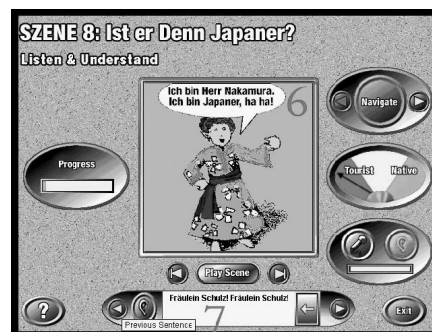 SZENE 8: Ist er Denn Japaner?
Listen & Understand
Ich bin Herr Nakamura.
Ich bin Japaner, ha ha!
6
Navigate
Progress
Tourist Native
Play Scene
Fräulein Schulz! Fräulein Schulz!
7
?
Exit
Previous Sentence